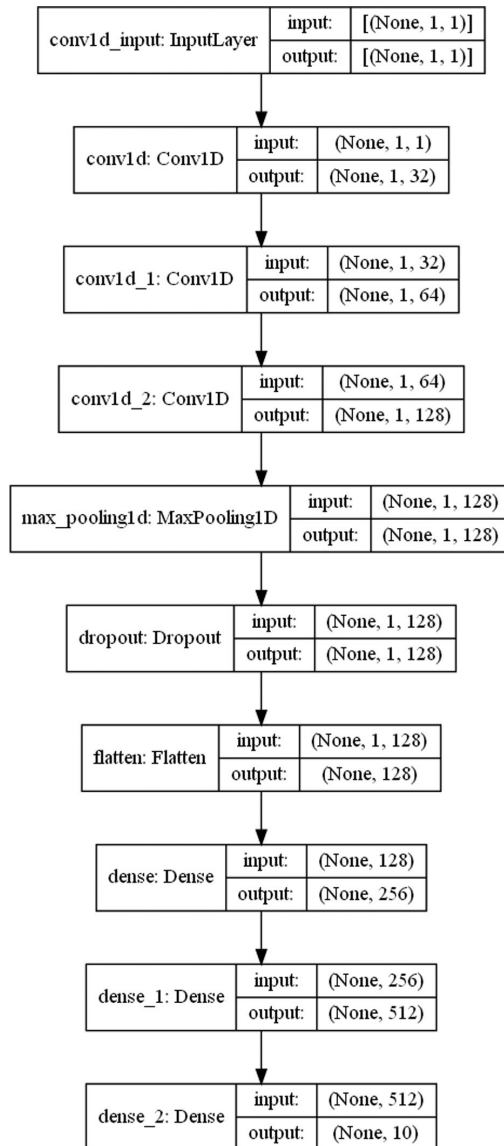 conv1d_input: InputLayer
input: [(None, 1, 1)]
output: [(None, 1, 1)]
conv1d: Conv1D
input: (None, 1, 1)
output: (None, 1, 32)
conv1d_1: Conv1D
input: (None, 1, 32)
output: (None, 1, 64)
conv1d_2: Conv1D
input: (None, 1, 64)
output: (None, 1, 128)
max_pooling1d: MaxPooling1D
input: (None, 1, 128)
output: (None, 1, 128)
dropout: Dropout
input: (None, 1, 128)
output: (None, 1, 128)
flatten: Flatten
input: (None, 1, 128)
output: (None, 128)
dense: Dense
input: (None, 128)
output: (None, 256)
dense_1: Dense
input: (None, 256)
output: (None, 512)
dense_2: Dense
input: (None, 512)
output: (None, 10)